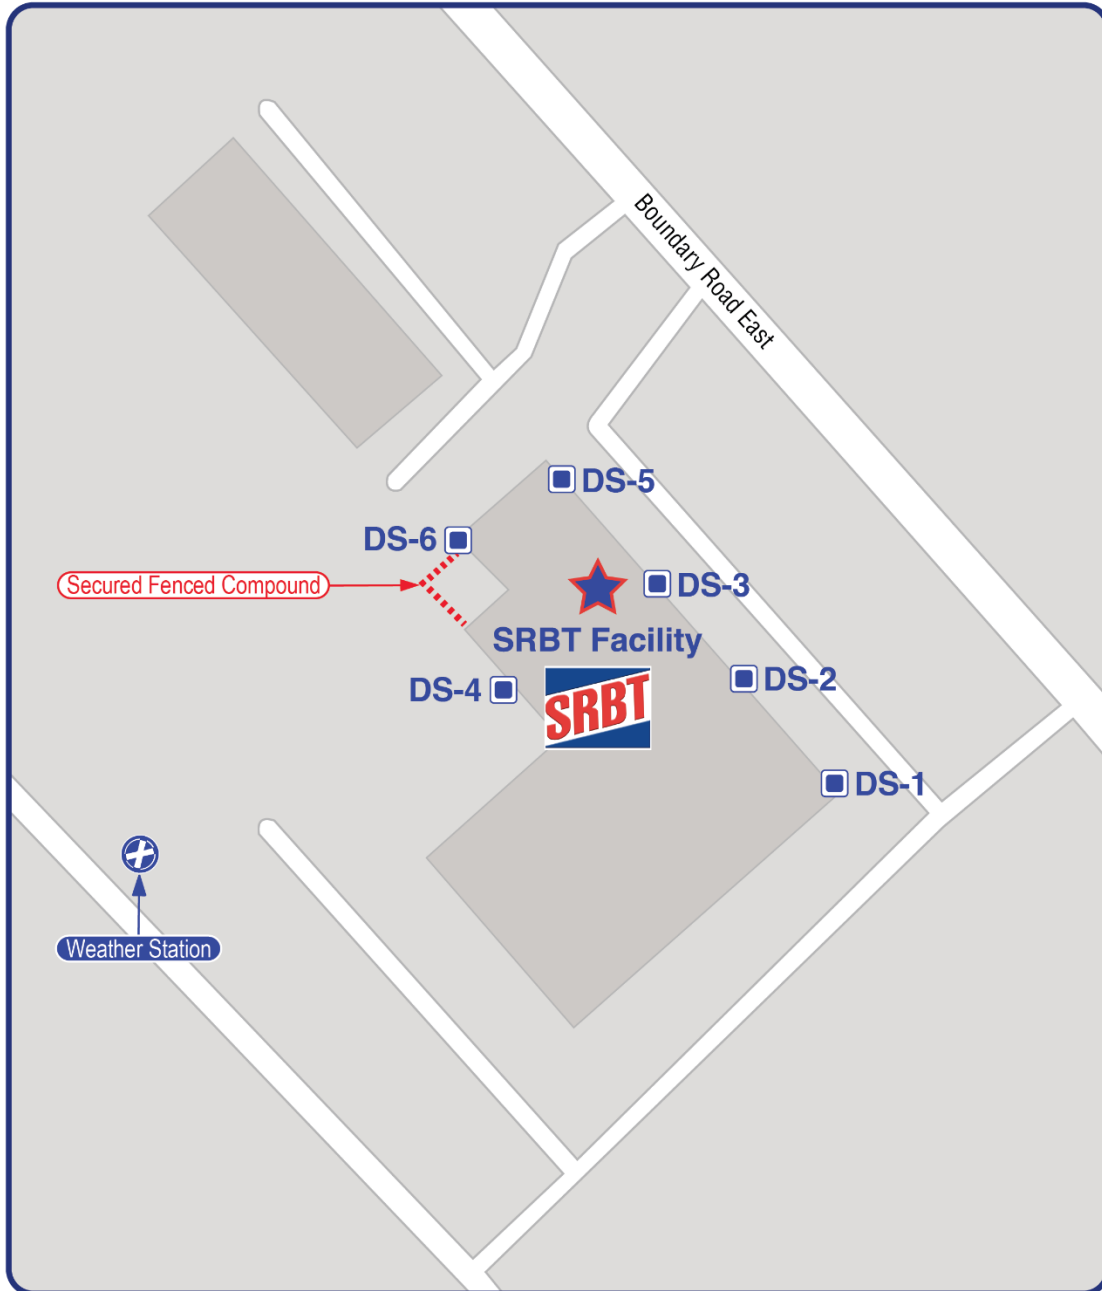 Boundary Road East
DS-5
DS-6
Secured Fenced Compound
DS-3
SRBT Facility
DS-4
SRBT
DS-2
DS-1
Weather Station